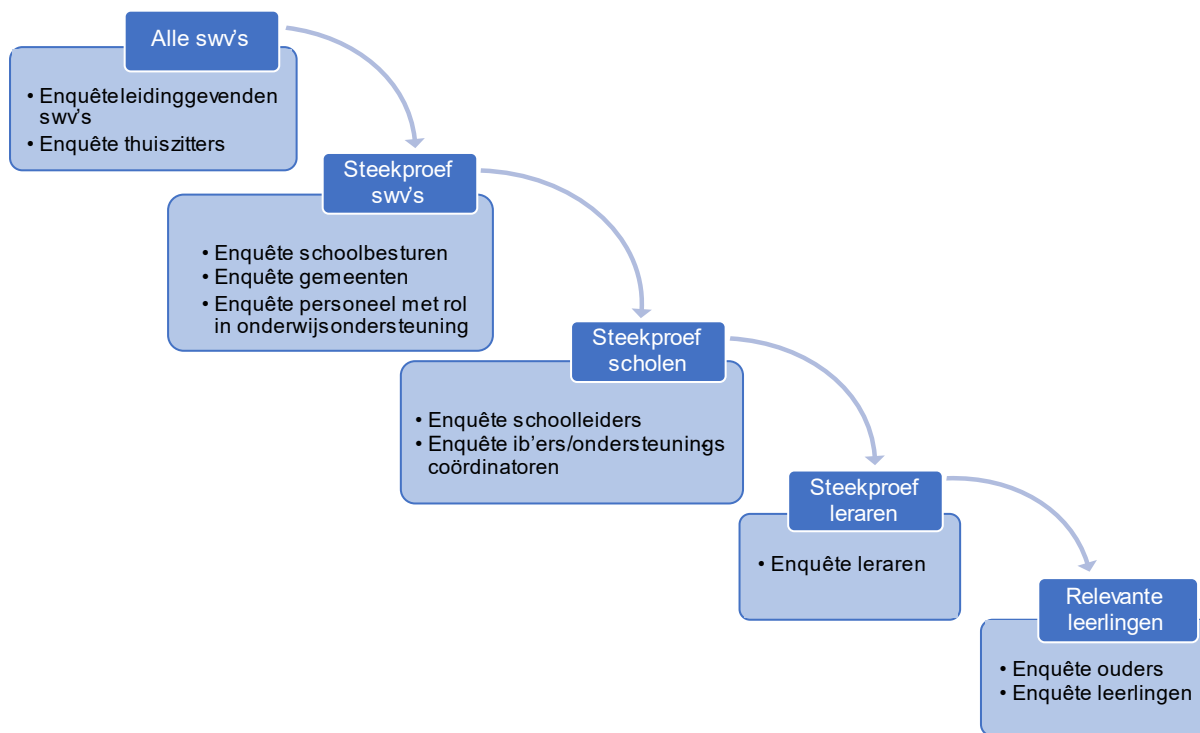 Alle swv's
• Enquêteleidinggevenden
swv's
• Enquête thuiszitters
Steekproef
swv's
• Enquête schoolbesturen
• Enquête gemeenten
• Enquête personeel met rol
in onderwijsondersteuning
Steekproef
scholen
• Enquête schoolleiders
• Enquête ib'ers/ondersteunings-
coördinatoren
Steekproef
leraren
• Enquête leraren
Relevante
leerlingen
• Enquête ouders
• Enquête leerlingen